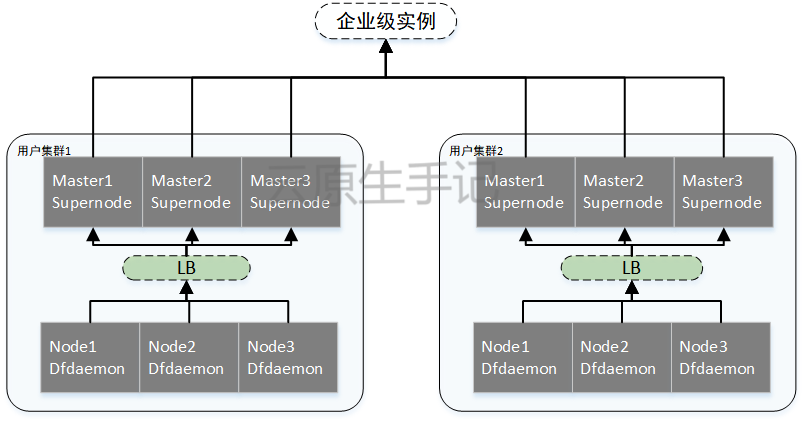 企业级实例
用户集群1
Master1
Supernode
Master2
Supernode
Master3
Supernode
LB
Node1
Dfdaemon
Node2
Dfdaemon
Node3
Dfdaemon
用户集群2
Master1
Supernode
Master2
Supernode
Master3
Supernode
LB
Node1
Dfdaemon
Node2
Dfdaemon
Node3
Dfdaemon
云原生手记